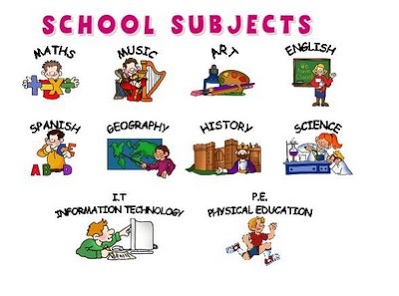 SCHOOL SUBJECTS
MATHS
MUSIC
ART
ENGLISH
SPANISH
GEOGRAPHY
HISTORY
SCIENCE
I.T
INFORMATION TECHNOLOGY
P.E.
PHYSICAL EDUCATION